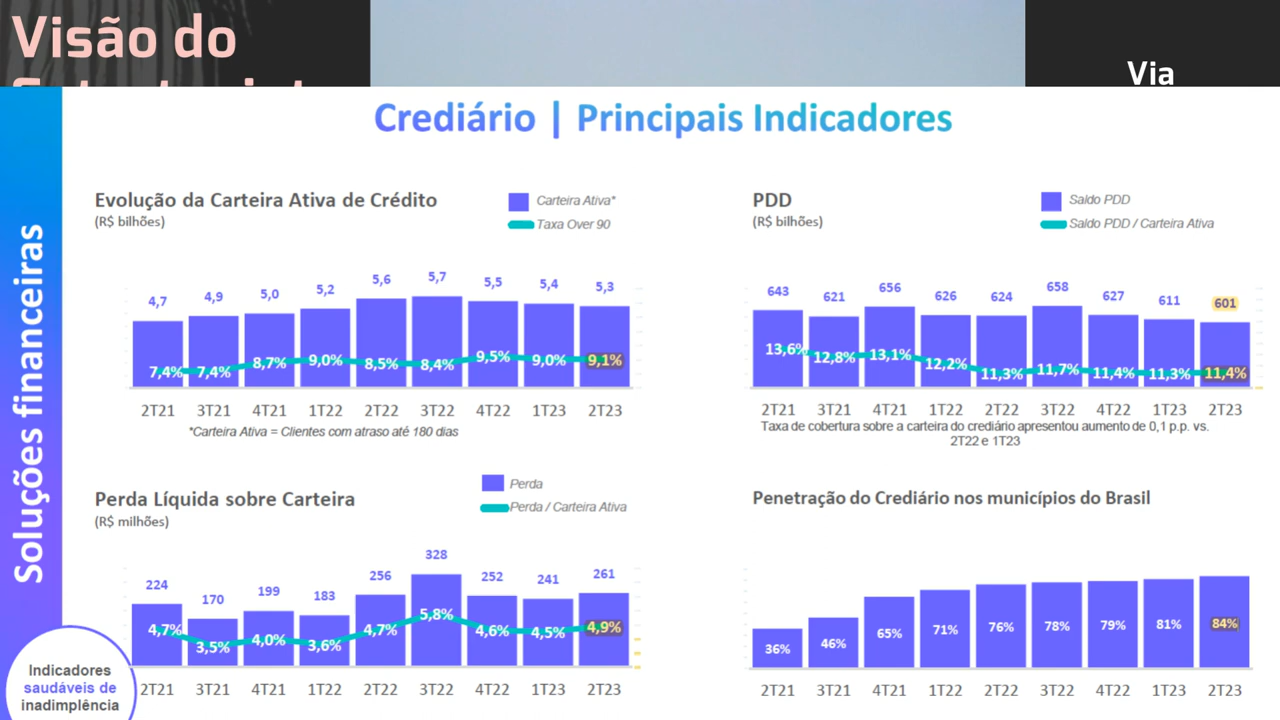 Visão do
Via
Crediário | Principais Indicadores
Soluções financeiras
Evolução da Carteira Ativa de Crédito
(R$ bilhões)
Carteira Ativa*
Taxa Over 90
4,7 4,9 5,0 5,2 5,6 5,7 5,5 5,4 5,3
7,4% 7,4% 8,7% 9,0% 8,5% 8,4% 9,5% 9,0% 9,1%
2T21 3T21 4T21 1T22 2T22 3T22 4T22 1T23 2T23
*Carteira Ativa = Clientes com atraso até 180 dias
PDD
(R$ bilhões)
Saldo PDD
Saldo PDD / Carteira Ativa
643 621 656 626 624 658 627 611 601
13,6% 12,8% 13,1% 12,2% 11,3% 11,7% 11,4% 11,3% 11,4%
2T21 3T21 4T21 1T22 2T22 3T22 4T22 1T23 2T23
Taxa de cobertura sobre a carteira do crediário apresentou aumento de 0,1 p.p. vs.
2T22 e 1T23
Perda Líquida sobre Carteira
(R$ milhões)
Perda
Perda / Carteira Ativa
224 170 199 183 256 328 252 241 261
4,7% 3,5% 4,0% 3,6% 4,7% 5,8% 4,6% 4,5% 4,9%
2T21 3T21 4T21 1T22 2T22 3T22 4T22 1T23 2T23
Penetração do Crediário nos municípios do Brasil
36% 46% 65% 71% 76% 78% 79% 81% 84%
2T21 3T21 4T21 1T22 2T22 3T22 4T22 1T23 2T23
Indicadores
saudáveis de
inadimplência